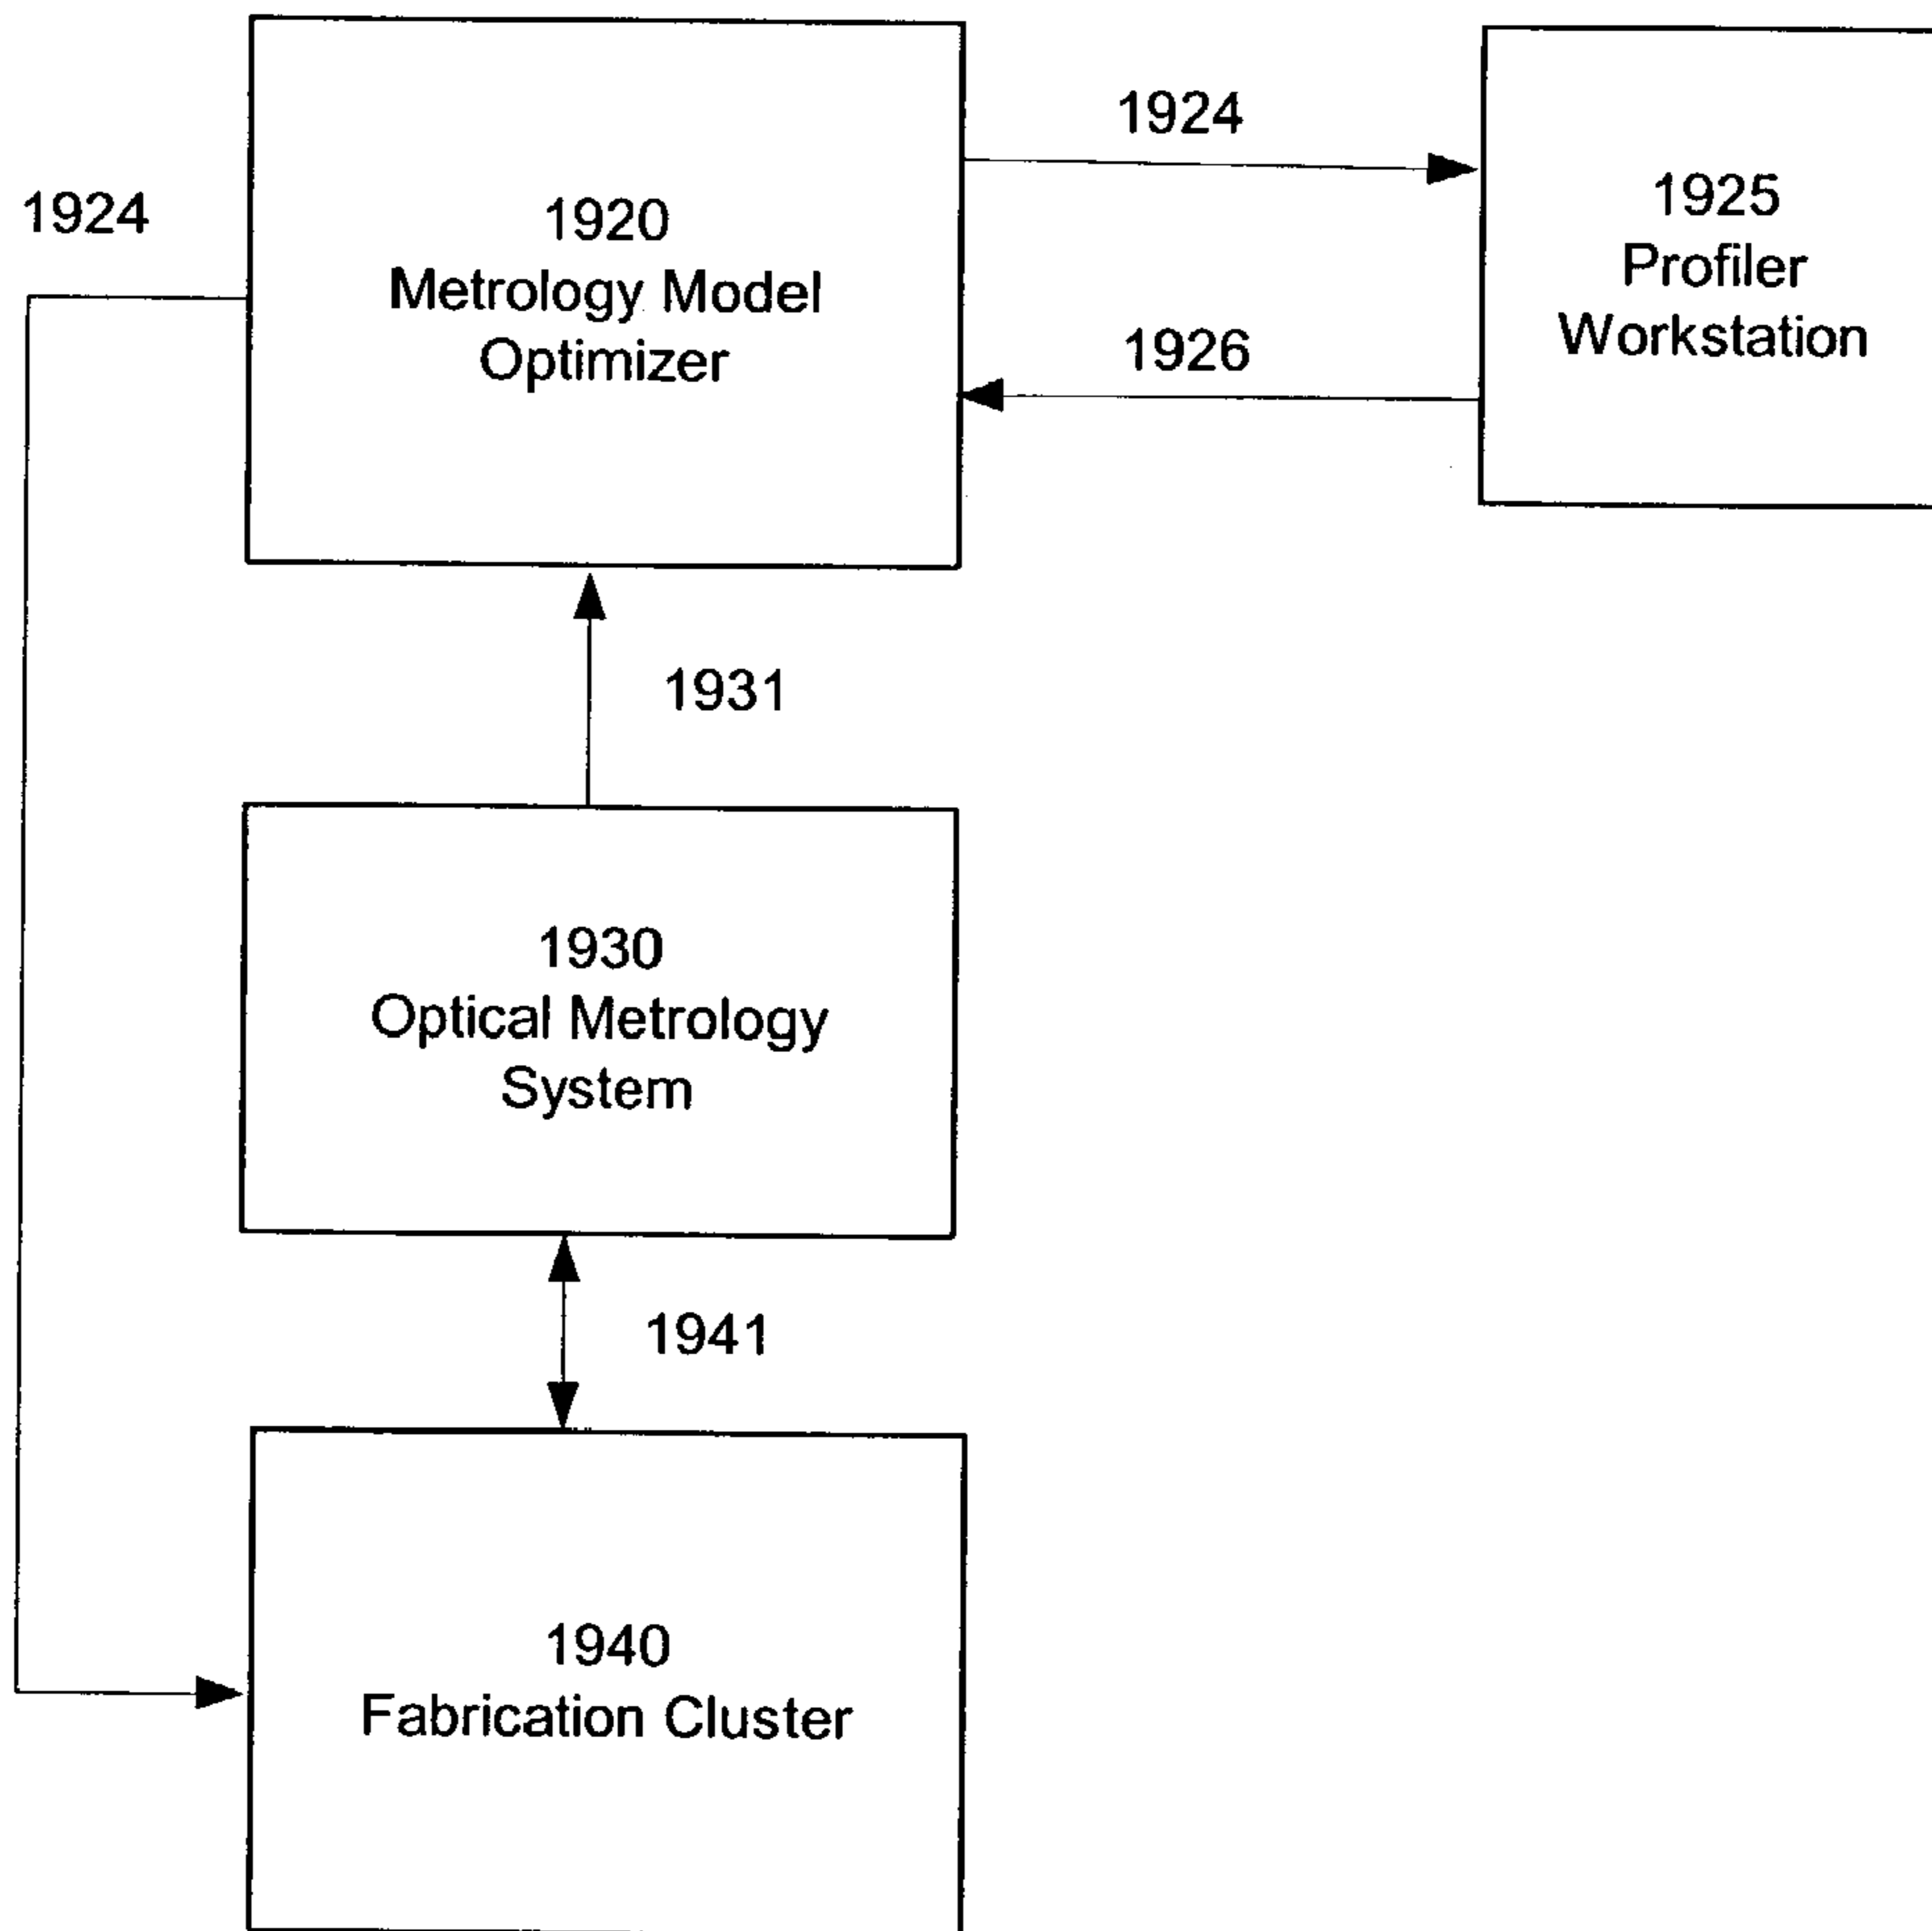 1924
1920
Metrology Model
Optimizer
1924
1926
1925
Profiler
Workstation
1931
1930
Optical Metrology
System
1941
1940
Fabrication Cluster